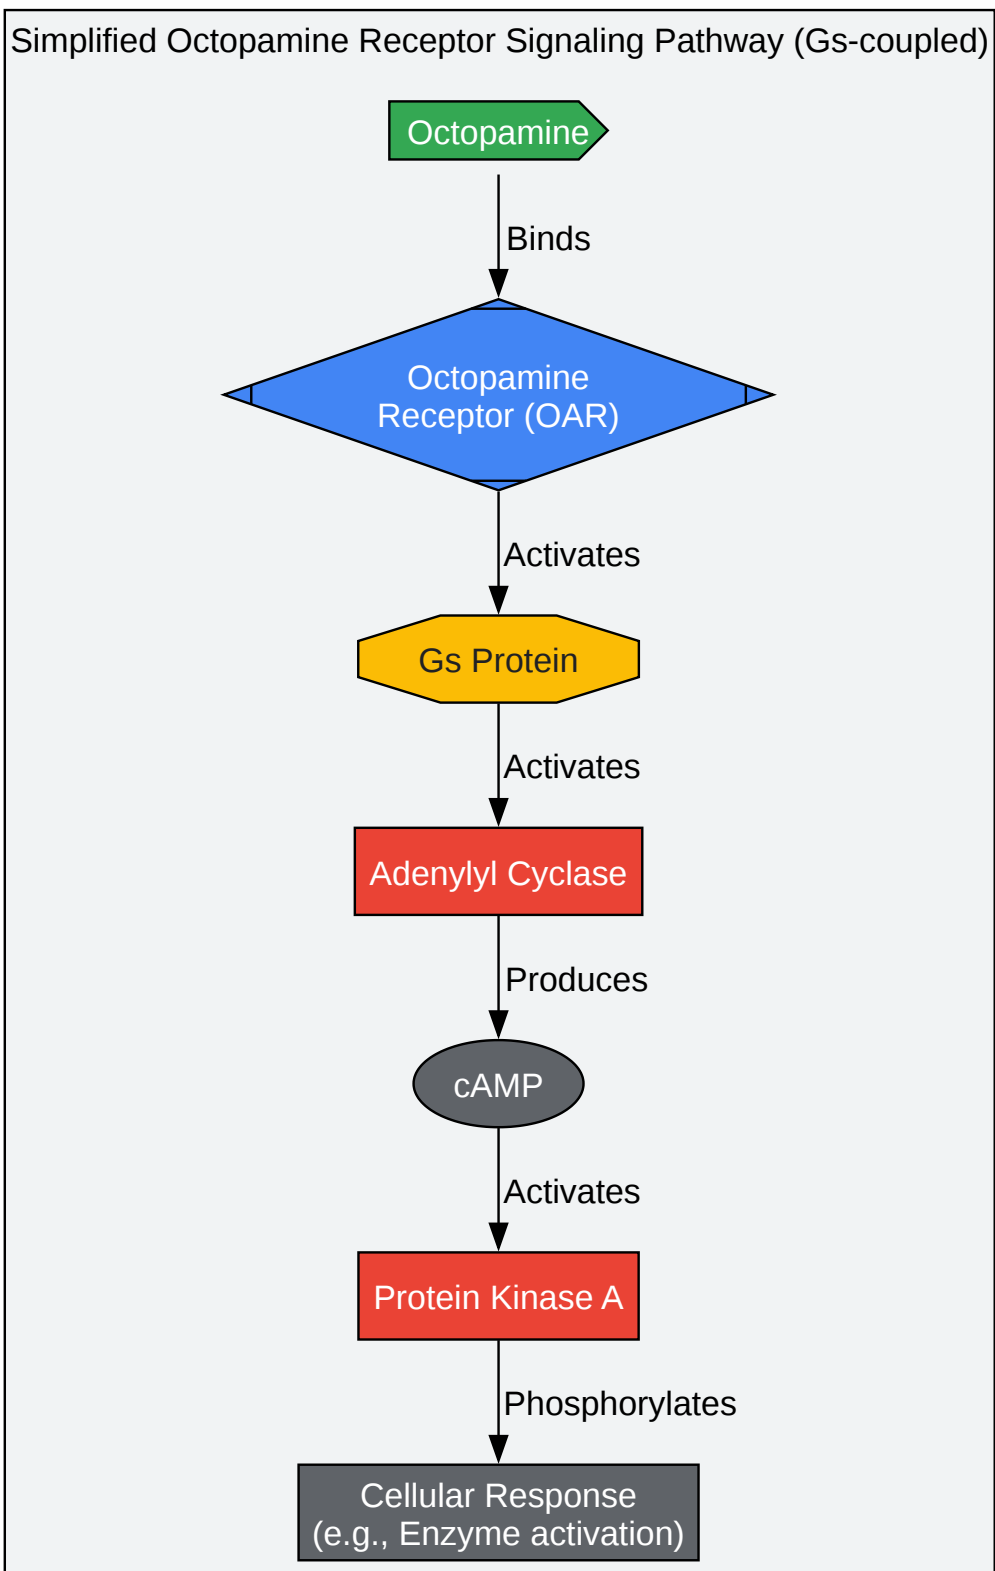 Simplified Octopamine Receptor Signaling Pathway (Gs-coupled)
Octopamine
Binds
Octopamine
Receptor (OAR)
Activates
Gs Protein
Activates
Adenylyl Cyclase
Produces
cAMP
Activates
Protein Kinase A
Phosphorylates
Cellular Response
(e.g., Enzyme activation)